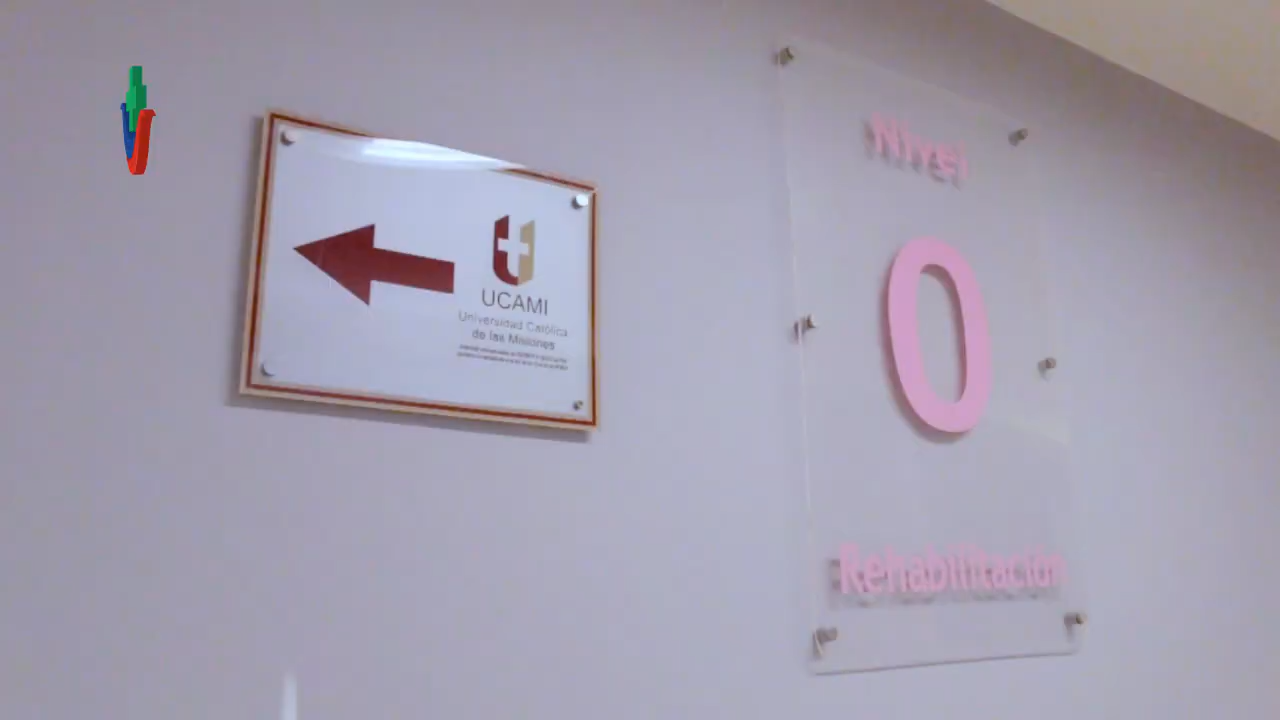 UCAMI
Universidad Católica
de las Misiones
Nivel
0
Rehabilitación